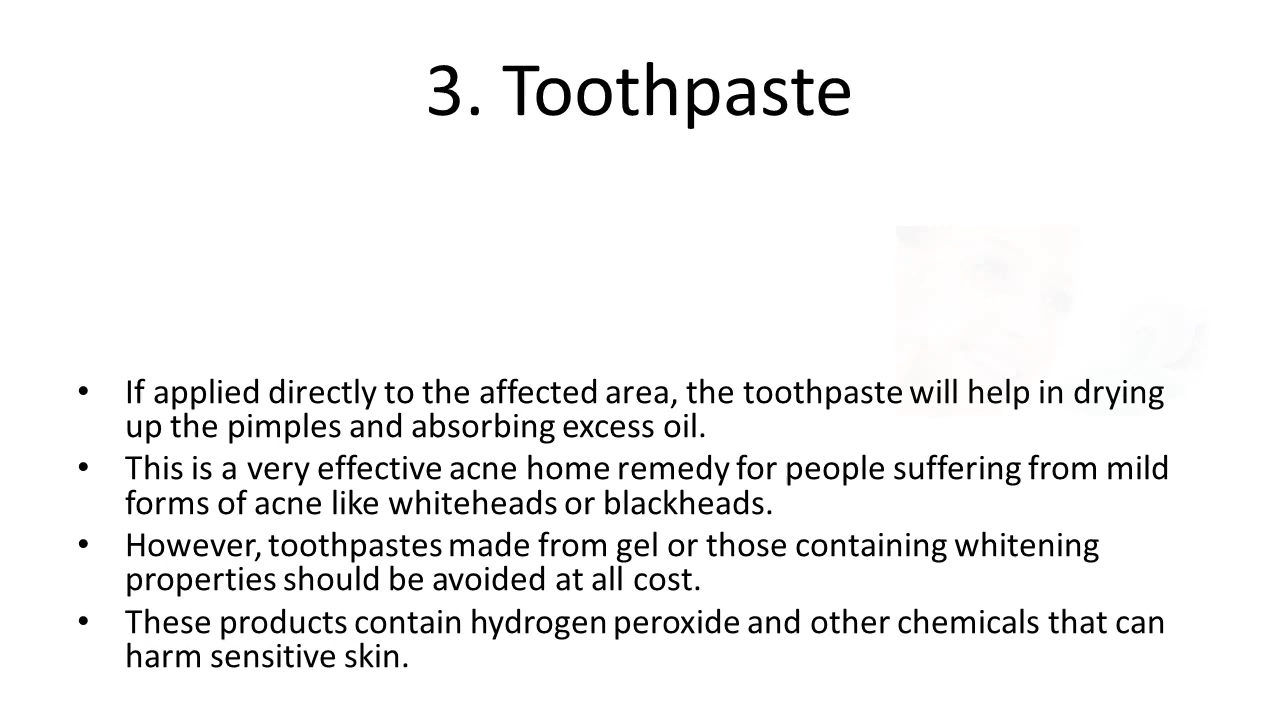 3. Toothpaste
• If applied directly to the affected area, the toothpaste will help in drying
up the pimples and absorbing excess oil.
• This is a very effective acne home remedy for people suffering from mild
forms of acne like whiteheads or blackheads.
• However, toothpastes made from gel or those containing whitening
properties should be avoided at all cost.
• These products contain hydrogen peroxide and other chemicals that can
harm sensitive skin.